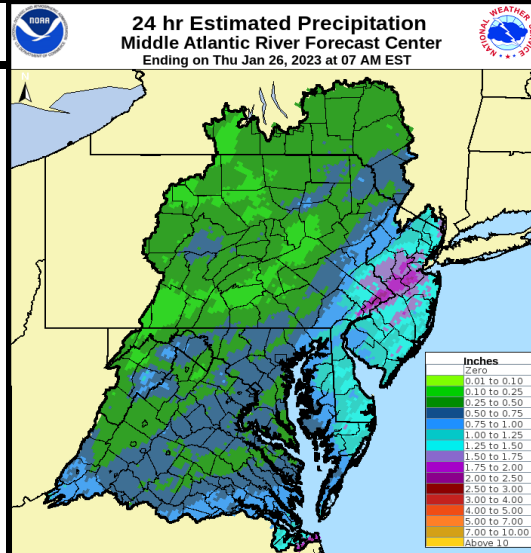 24 hr Estimated Precipitation
Middle Atlantic River Forecast Center
Ending on Thu Jan 26, 2023 at 07 AM EST
NOAA
NATIONAL WEATHER SERVICE
N
Inches
Zero
0.01 to 0.10
0.10 to 0.25
0.25 to 0.50
0.50 to 0.75
0.75 to 1.00
1.00 to 1.25
1.25 to 1.50
1.50 to 1.75
1.75 to 2.00
2.00 to 2.50
2.50 to 3.00
3.00 to 4.00
4.00 to 5.00
5.00 to 7.00
7.00 to 10.00
Above 10